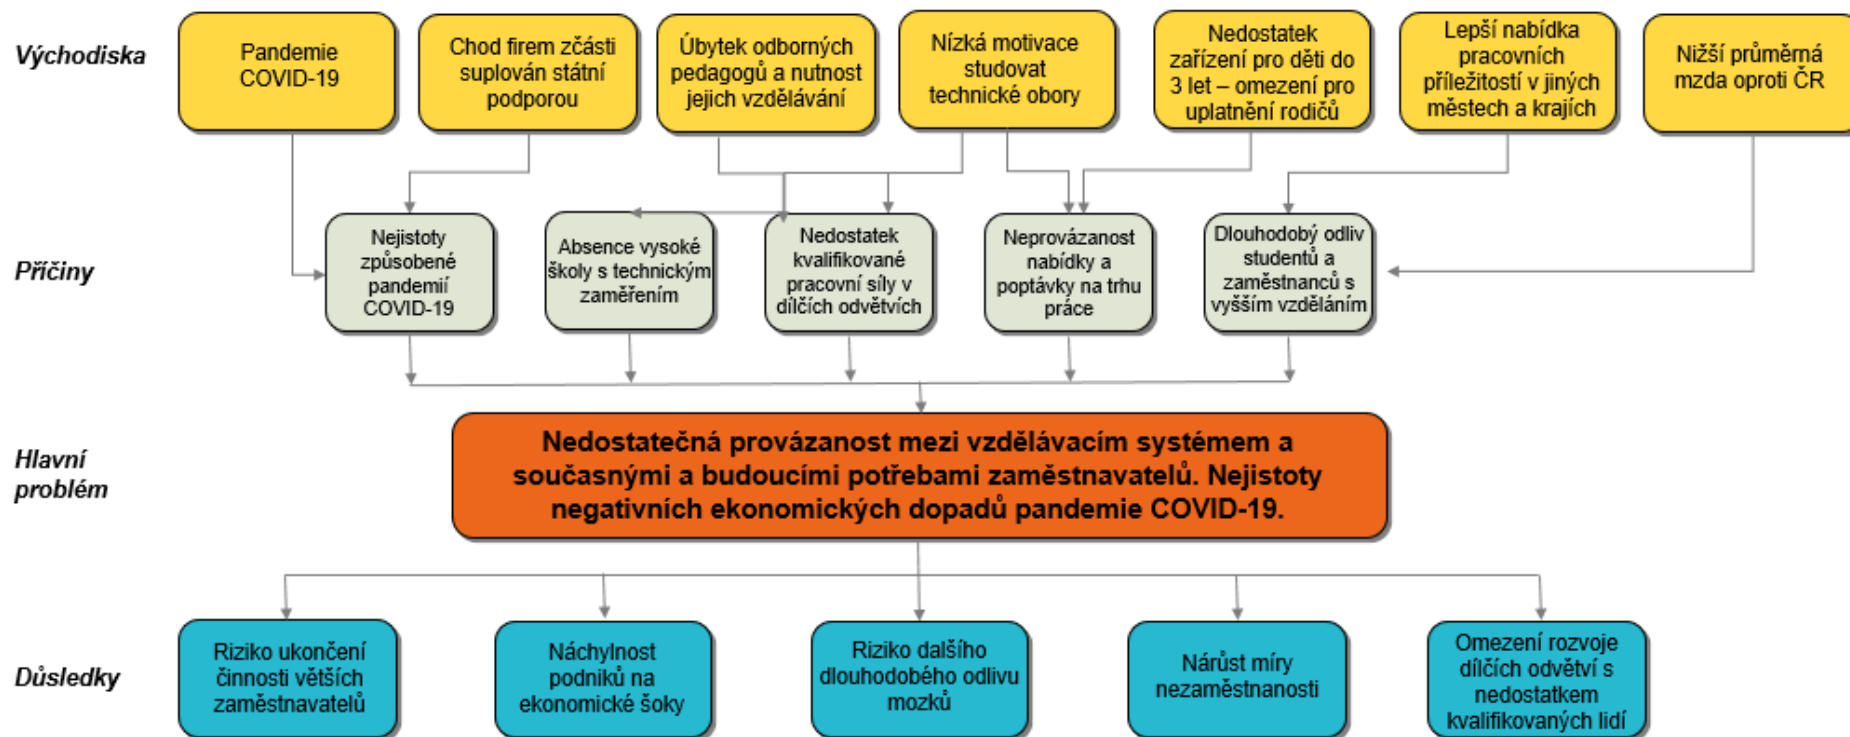 Východiska
Pandemie
COVID-19
Chod firem zčásti
suplován státní
podporou
Úbytek odborných
pedagogů a nutnost
jejich vzdělávání
Nízká motivace
studovat
technické obory
Nedostatek
zařízení pro děti do
3 let – omezení pro
uplatnění rodičů
Lepší nabídka
pracovních
příležitostí v jiných
městech a krajích
Nižší průměrná
mzda oproti ČR
Příčiny
Nejistoty
způsobené
pandemií
COVID-19
Absence vysoké
školy s technickým
zaměřením
Nedostatek
kvalifikované
pracovní síly v
dílčích odvětvích
Neprovázanost
nabídky a
poptávky na trhu
práce
Dlouhodobý odliv
studentů a
zaměstnanců s
vyšším vzděláním
Hlavní
problém
Nedostatečná provázanost mezi vzdělávacím systémem a
současnými a budoucími potřebami zaměstnavatelů. Nejistoty
negativních ekonomických dopadů pandemie COVID-19.
Důsledky
Riziko ukončení
činnosti větších
zaměstnavatelů
Náchylnost
podniků na
ekonomické šoky
Riziko dalšího
dlouhodobého odlivu
mozků
Nárůst míry
nezaměstnanosti
Omezení rozvoje
dílčích odvětví s
nedostatkem
kvalifikovaných lidí